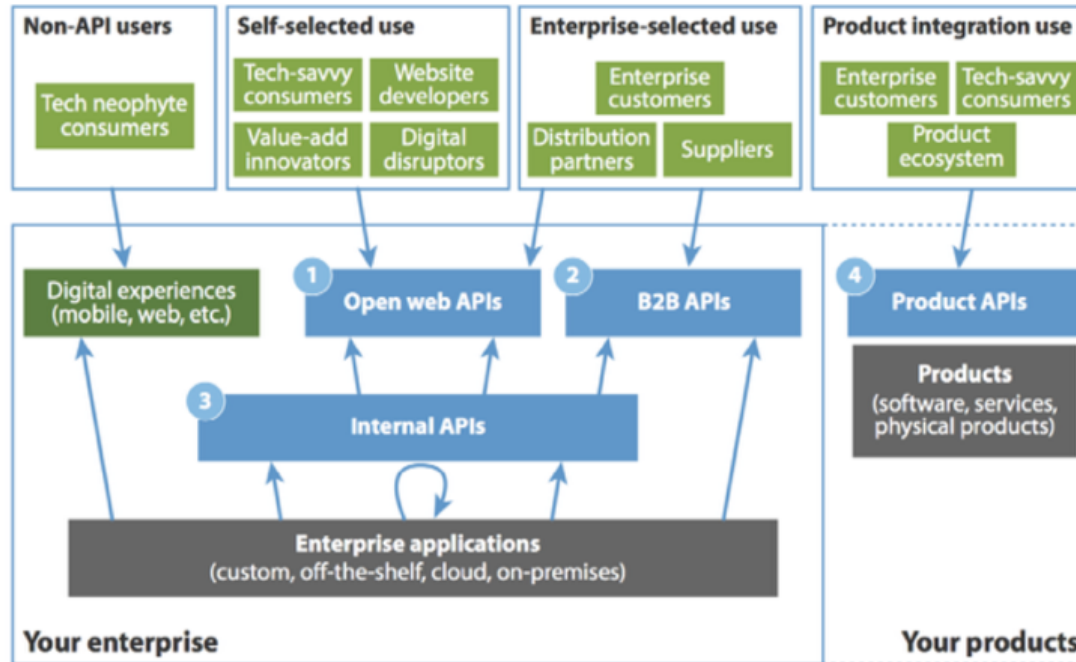 Non-API users
Tech neophyte
consumers
Self-selected use
Tech-savvy
consumers
Website
developers
Value-add
innovators
Digital
disruptors
Enterprise-selected use
Enterprise
customers
Distribution
partners
Suppliers
Product integration use
Enterprise
customers
Tech-savvy
consumers
Product
ecosystem
Digital experiences
(mobile, web, etc.)
1
Open web APIs
2
B2B APIs
4
Product APIs
Products
(software, services,
physical products)
3
Internal APIs
Enterprise applications
(custom, off-the-shelf, cloud, on-premises)
Your enterprise
Your products